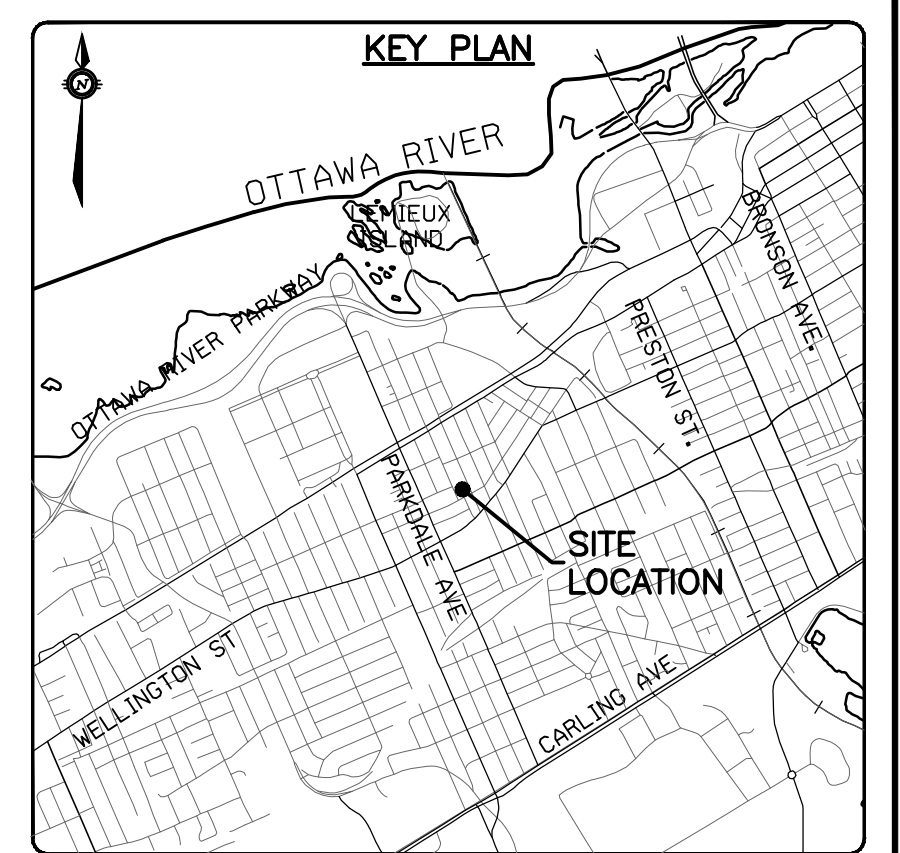 KEY PLAN
N
OTTAWA RIVER
LEMIEUX
ISLAND
BRONSON AVE.
OTTAWA RIVER PARKWAY
PRESTON ST.
PARKDALE AVE
SITE
LOCATION
WELLINGTON ST
CARLING AVE